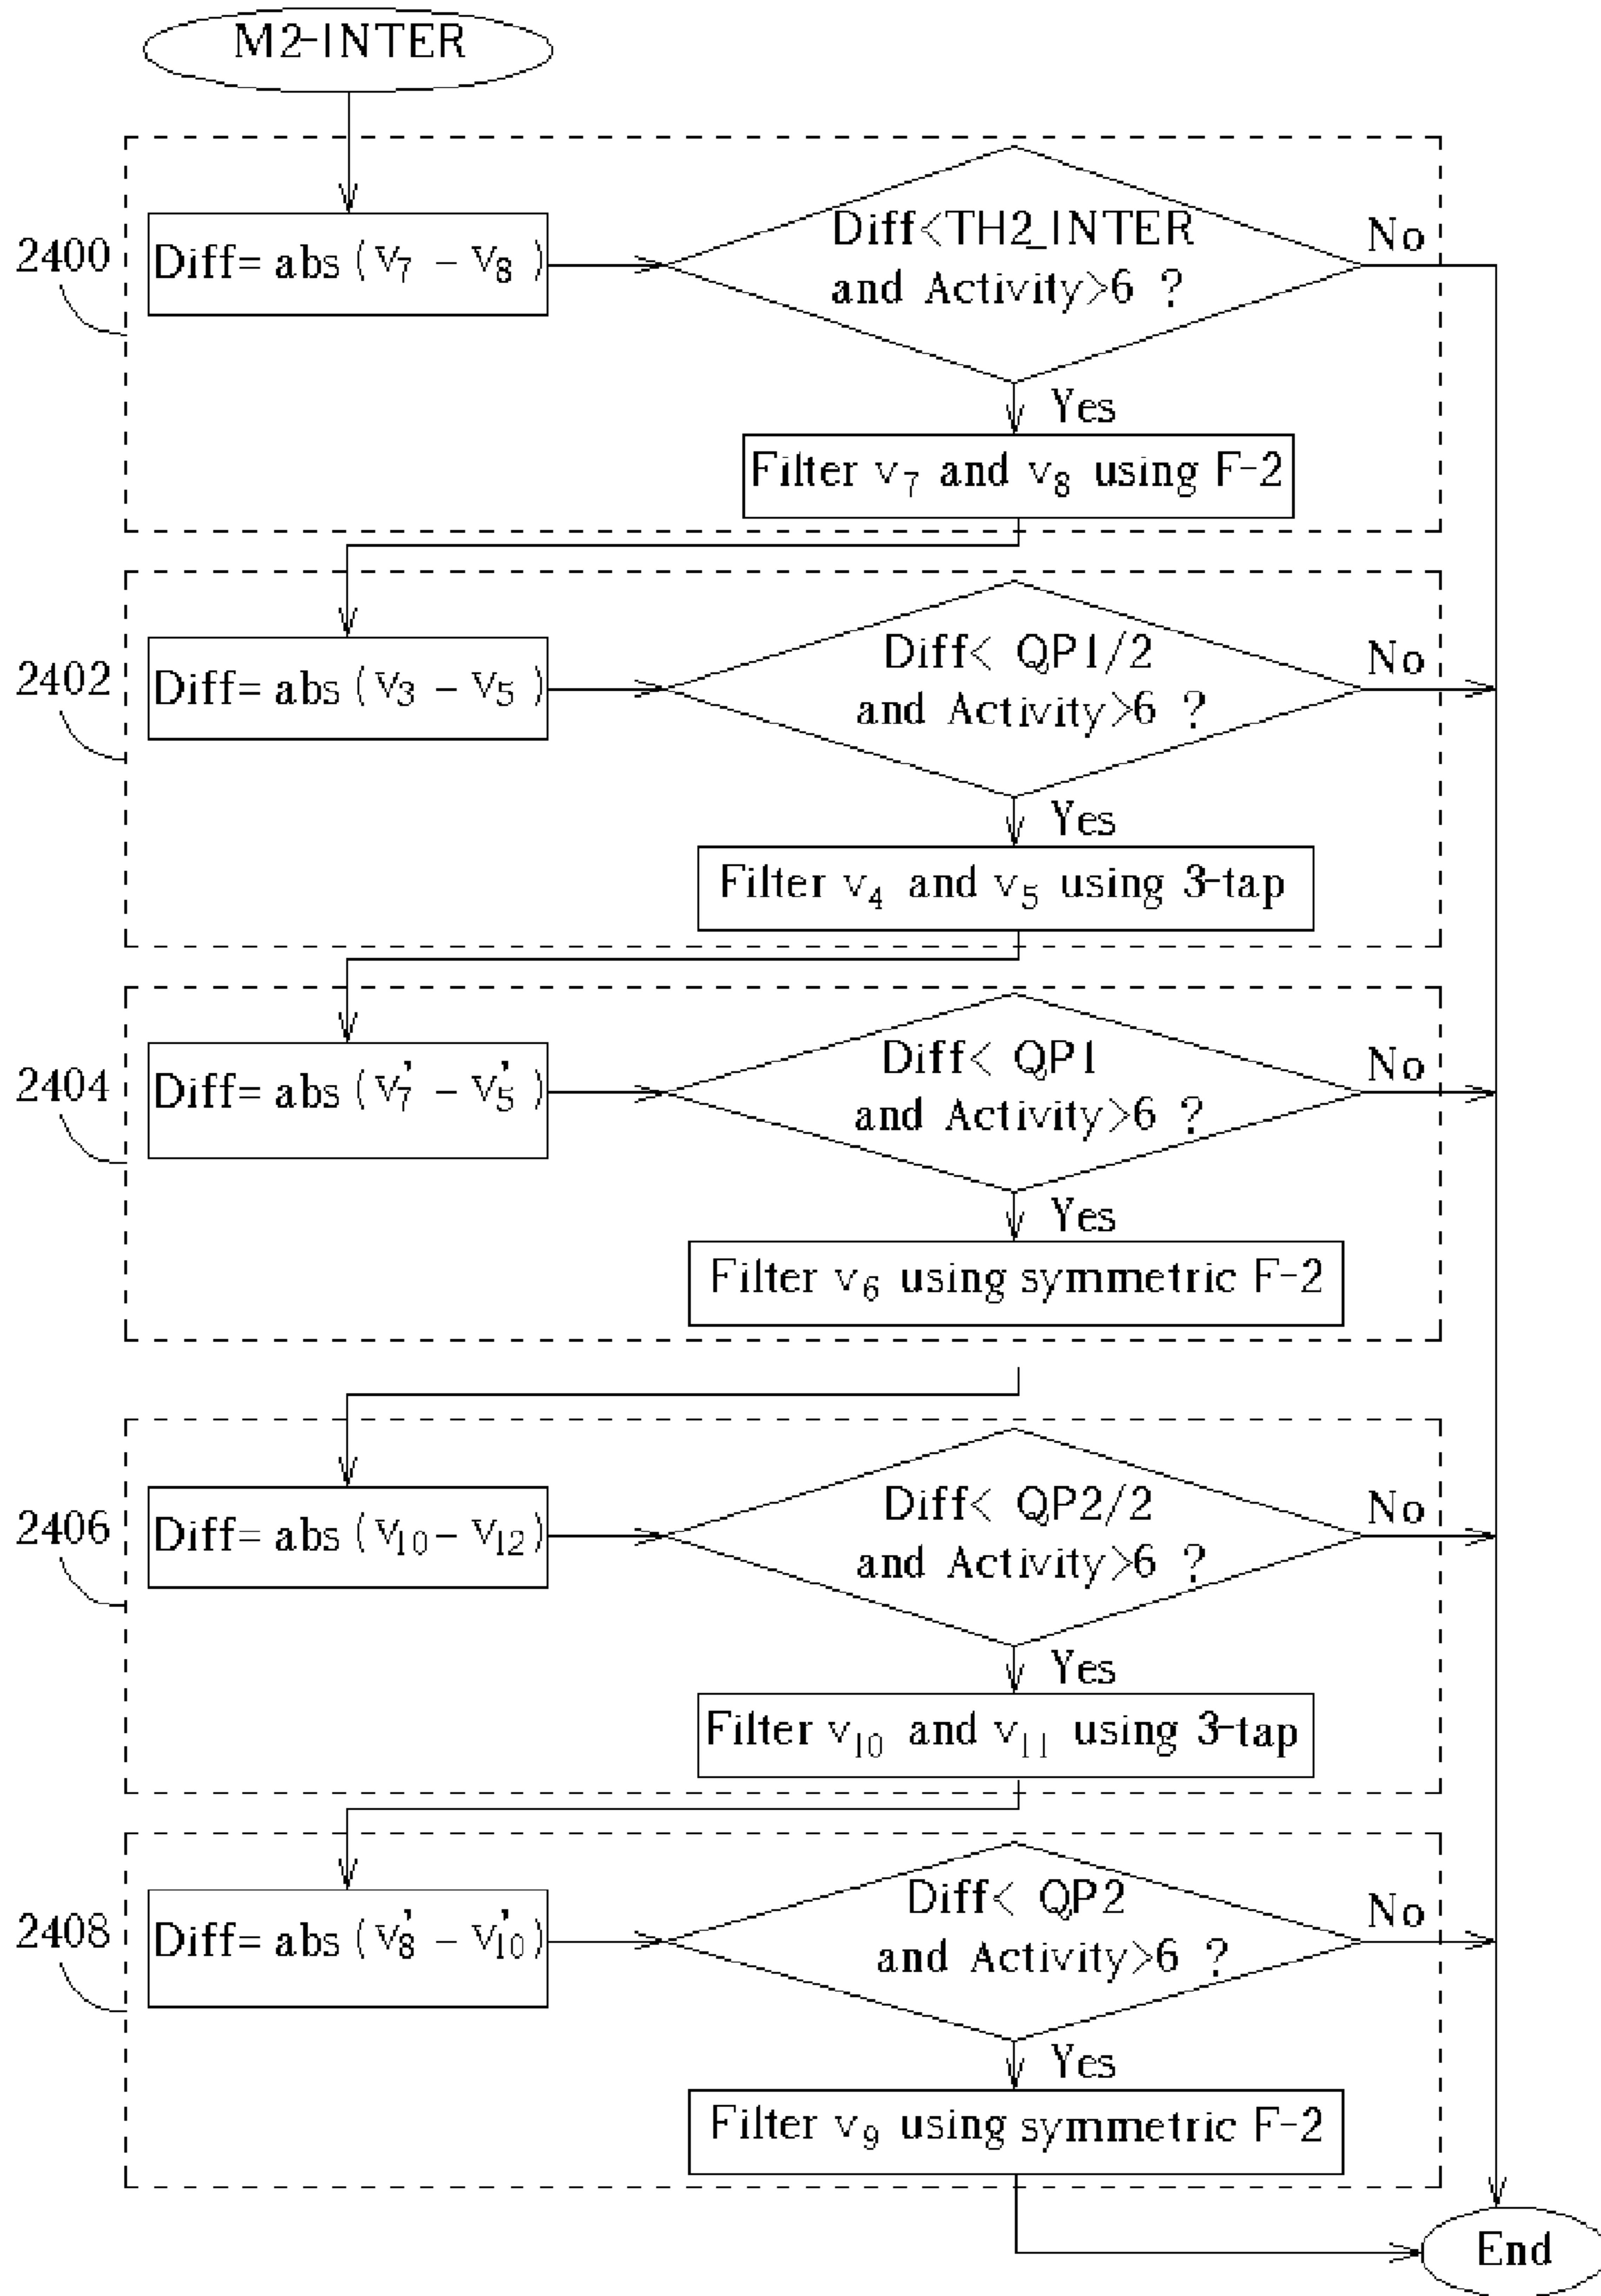 M2-INTER
2400
Diff= abs (v₇ - v₈ )
Diff<TH2_INTER
and Activity>6 ?
No
Yes
Filter v₇ and v₈ using F-2
2402
Diff= abs (v₃ - v₅ )
Diff< QP1/2
and Activity>6 ?
No
Yes
Filter v₄ and v₅ using 3-tap
2404
Diff= abs (v₇' - v₅' )
Diff< QP1
and Activity>6 ?
No
Yes
Filter v₆ using symmetric F-2
2406
Diff= abs (v₁₀ - v₁₂ )
Diff< QP2/2
and Activity>6 ?
No
Yes
Filter v₁₀ and v₁₁ using 3-tap
2408
Diff= abs (v₈' - v₁₀' )
Diff< QP2
and Activity>6 ?
No
Yes
Filter v₉ using symmetric F-2
End